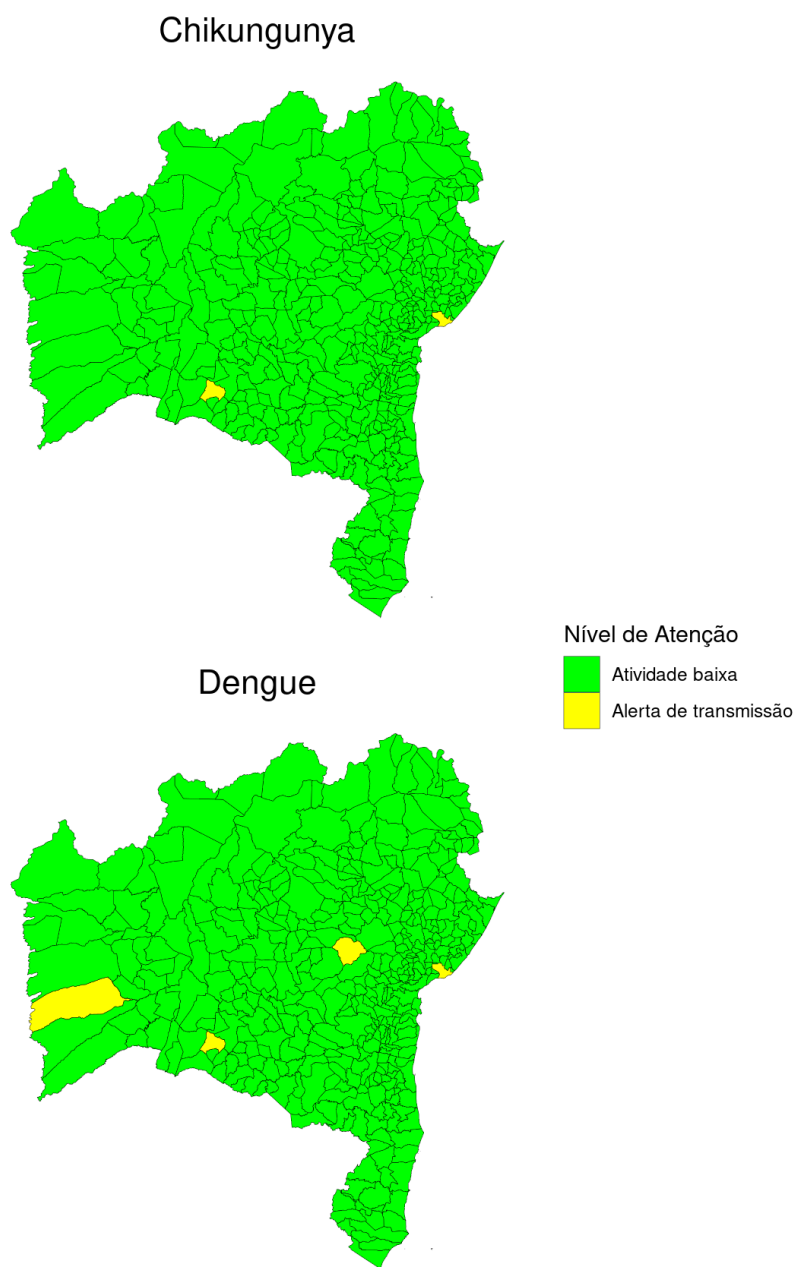 Chikungunya
Nível de Atenção
Atividade baixa
Alerta de transmissão
Dengue